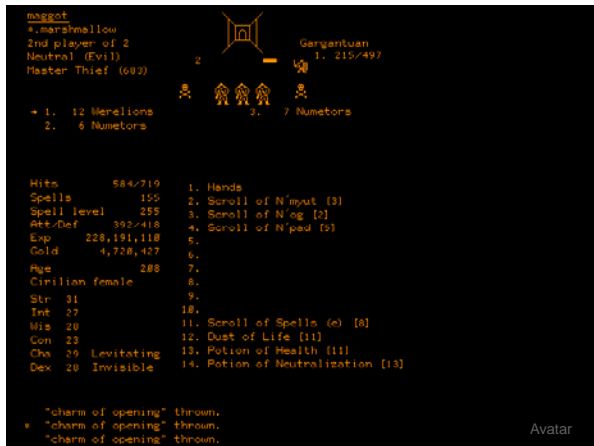 maggot
*.marshmallow
2nd player of 2
Neutral (Evil)
Master Thief (603)
2
Gargantuan
1. 215/497
→ 1. 12 Werelions
2. 6 Numetors
3. 7 Numetors
Hits 584/719
Spells 155
Spell level 255
Att/Def 392/418
Exp 228,191,110
Gold 4,720,427
Age 208
Cirilian female
Str 31
Int 27
Wis 20
Con 23
Cha 29 Levitating
Dex 20 Invisible
1. Hands
2. Scroll of N'myut [3]
3. Scroll of N'og [2]
4. Scroll of N'pad [5]
5.
6.
7.
8.
9.
10.
11. Scroll of Spells (e) [8]
12. Dust of Life [11]
13. Potion of Health [11]
14. Potion of Neutralization [13]
"charm of opening" thrown.
* "charm of opening" thrown.
"charm of opening" thrown.
Avatar